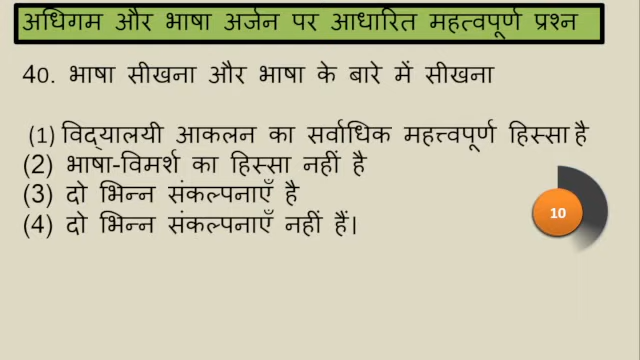 अधिगम और भाषा अर्जन पर आधारित महत्वपूर्ण प्रश्न
40. भाषा सीखना और भाषा के बारे में सीखना
(1) विद्यालयी आकलन का सर्वाधिक महत्त्वपूर्ण हिस्सा है
(2) भाषा-विमर्श का हिस्सा नहीं है
(3) दो भिन्न संकल्पनाएँ है
(4) दो भिन्न संकल्पनाएँ नहीं हैं।
10